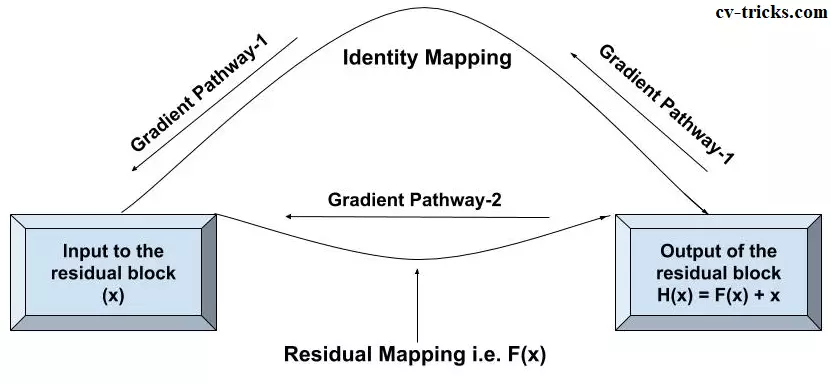 cv-tricks.com
Identity Mapping
Gradient Pathway-1
Gradient Pathway-1
Gradient Pathway-2
Input to the
residual block
(x)
Output of the
residual block
H(x) = F(x) + x
Residual Mapping i.e. F(x)